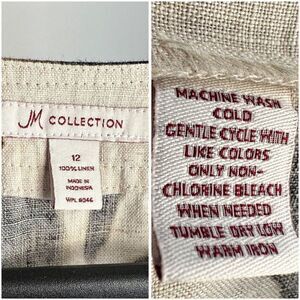 JM COLLECTION
12
100% LINEN
MADE IN
INDONESIA
WPL 8046
MACHINE WASH
COLD
GENTLE CYCLE WITH
LIKE COLORS
ONLY NON-
CHLORINE BLEACH
WHEN NEEDED
TUMBLE DRY LOW
WARM IRON